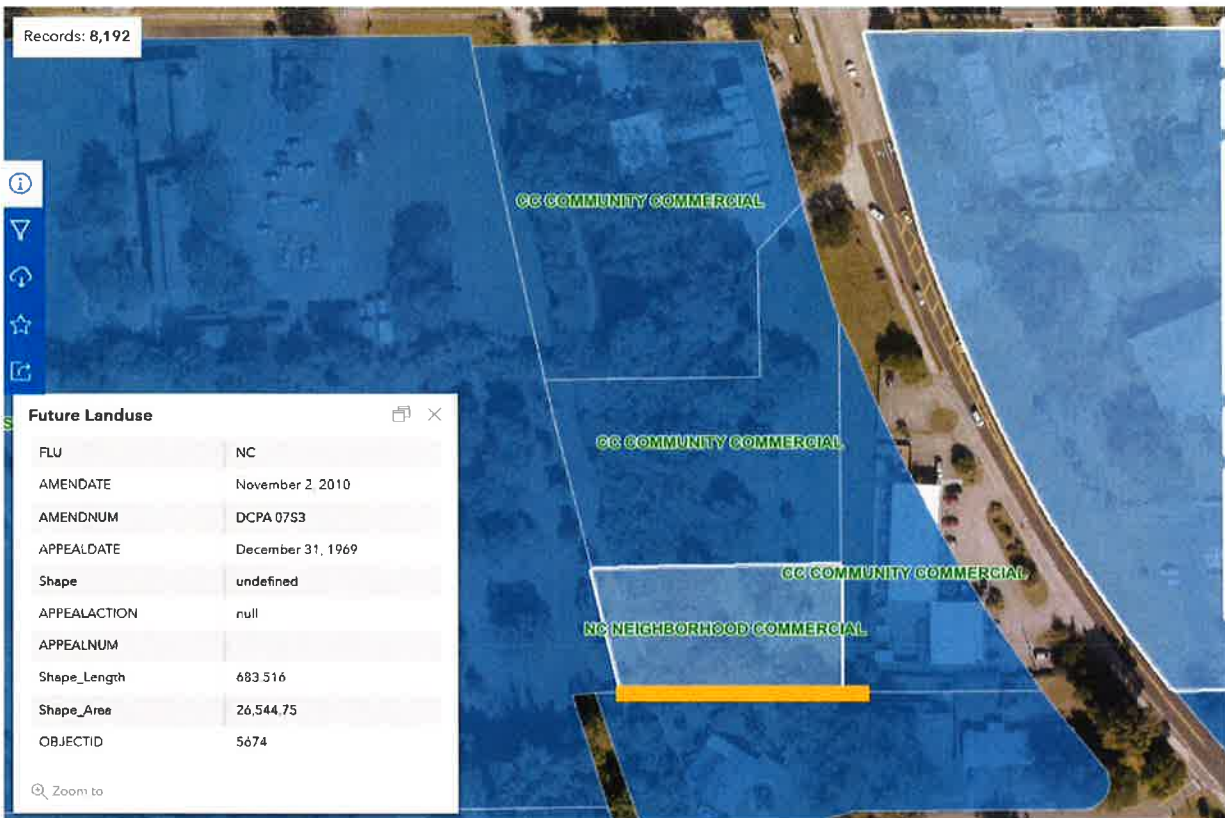 Records: 8,192
CC COMMUNITY COMMERCIAL
CC COMMUNITY COMMERCIAL
CC COMMUNITY COMMERCIAL
NC NEIGHBORHOOD COMMERCIAL
S
Future Landuse
FLU NC
AMENDATE November 2, 2010
AMENDNUM DCPA 07S3
APPEALDATE December 31, 1969
Shape undefined
APPEALACTION null
APPEALNUM
Shape_Length 683.516
Shape_Area 26,544.75
OBJECTID 5674
Zoom to